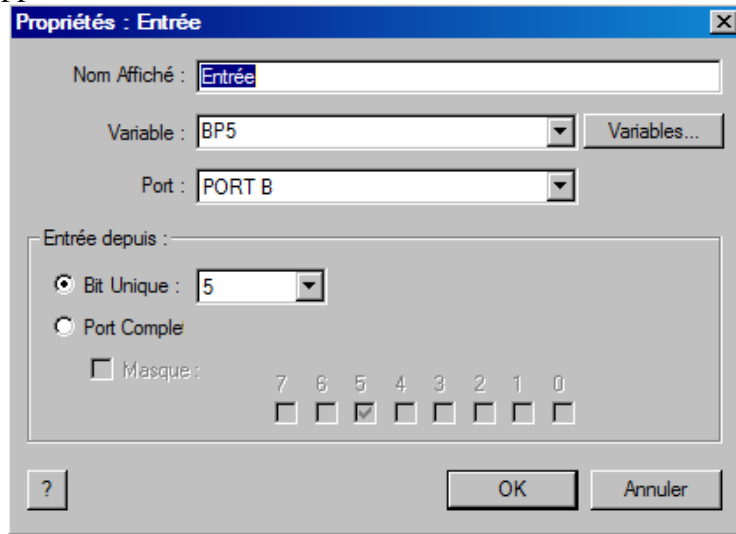 Propriétés : Entrée
Nom Affiché : Entrée
Variable : BP5 Variables...
Port : PORT B
Entrée depuis :
Bit Unique : 5
Port Complet
Masque :
7 6 5 4 3 2 1 0
? OK Annuler